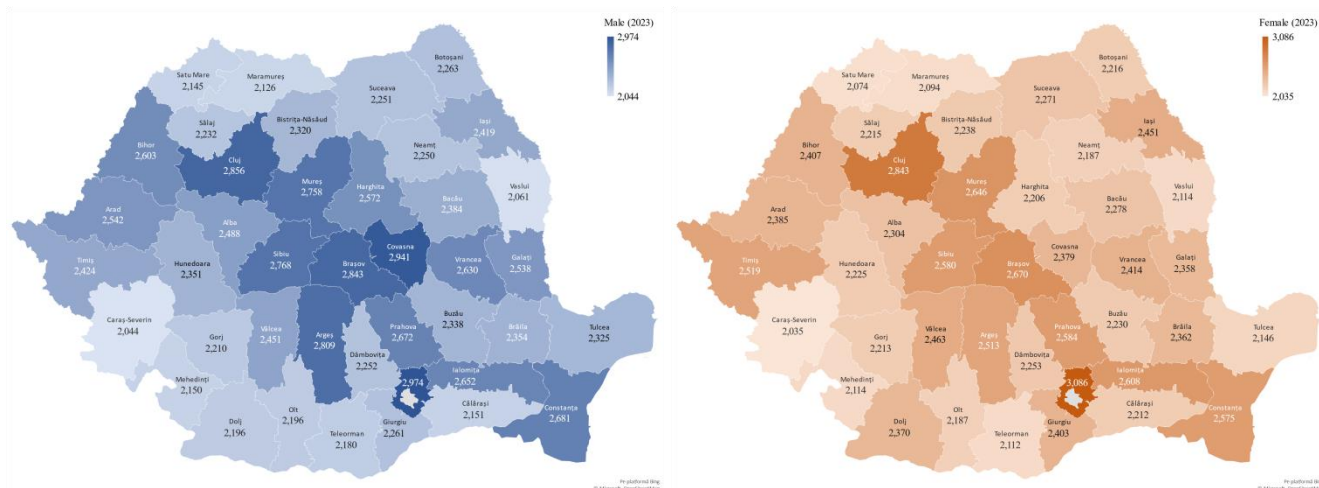 Male (2023)
2,974
2,044
Botoșani
2,263
Satu Mare
2,145
Maramureș
2,126
Suceava
2,251
Iași
2,419
Sălaj
2,232
Bistrița-Năsăud
2,320
Neamț
2,250
Bihor
2,603
Cluj
2,856
Mureș
2,758
Harghita
2,572
Vaslui
2,061
Bacău
2,384
Arad
2,542
Alba
2,488
Covasna
2,941
Sibiu
2,768
Brașov
2,843
Vrancea
2,630
Galați
2,538
Timiș
2,424
Hunedoara
2,351
Caraș-Severin
2,044
Gorj
2,210
Vâlcea
2,451
Argeș
2,809
Prahova
2,672
Buzău
2,338
Brăila
2,354
Tulcea
2,325
Dâmbovița
2,252
Mehedinți
2,150
2,974
Ialomița
2,652
Călărași
2,151
Constanța
2,681
Dolj
2,196
Olt
2,196
Teleorman
2,180
Giurgiu
2,261
Pe platformă Bing
Female (2023)
3,086
2,035
Botoșani
2,216
Satu Mare
2,074
Maramureș
2,094
Suceava
2,271
Iași
2,451
Sălaj
2,215
Bistrița-Năsăud
2,238
Neamț
2,187
Bihor
2,407
Cluj
2,843
Mureș
2,646
Harghita
2,206
Vaslui
2,114
Bacău
2,278
Arad
2,385
Alba
2,304
Covasna
2,379
Sibiu
2,580
Brașov
2,670
Vrancea
2,414
Galați
2,358
Timiș
2,519
Hunedoara
2,225
Caraș-Severin
2,035
Gorj
2,213
Vâlcea
2,463
Argeș
2,513
Prahova
2,584
Buzău
2,230
Brăila
2,362
Tulcea
2,146
Dâmbovița
2,253
Mehedinți
2,114
3,086
Ialomița
2,608
Călărași
2,212
Constanța
2,575
Dolj
2,370
Olt
2,187
Teleorman
2,112
Giurgiu
2,403
Pe platformă Bing